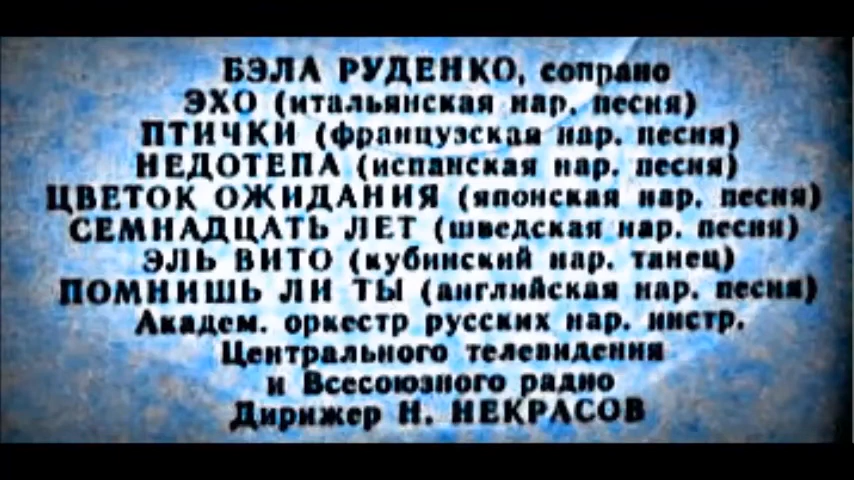 БЭЛА РУДЕНКО, сопрано
ЭХО (итальянская нар. песня)
ПТИЧКИ (французская нар. песня)
НЕДОТЕПА (испанская нар. песня)
ЦВЕТОК ОЖИДАНИЯ (японская нар. песня)
СЕМНАДЦАТЬ ЛЕТ (шведская нар. песня)
ЭЛЬ ВИТО (кубинский нар. танец)
ПОМНИШЬ ЛИ ТЫ (английская нар. песня)
Академ. оркестр русских нар. инстр.
Центрального телевидения
и Всесоюзного радио
Дирижер Н. НЕКРАСОВ